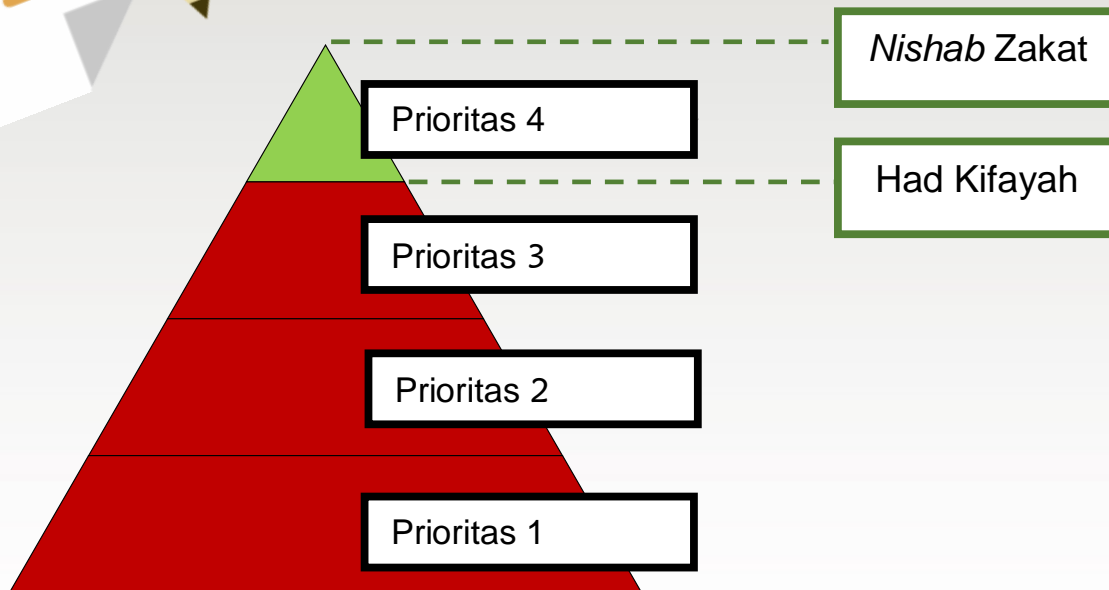 Nishab Zakat
Prioritas 4
Had Kifayah
Prioritas 3
Prioritas 2
Prioritas 1